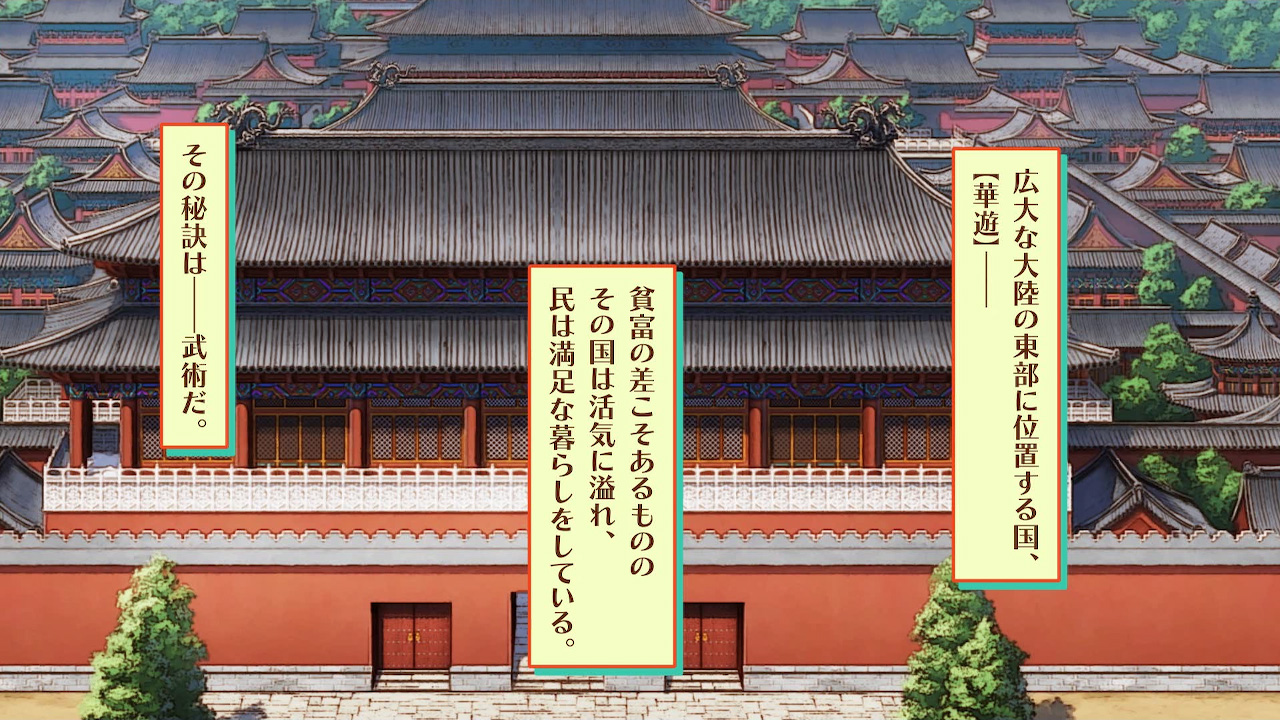 広大な大陸の東部に位置する国、
【華遊】――
貧富の差こそあるものの
その国は活気に溢れ、
民は満足な暮らしをしている。
その秘訣は――武術だ。